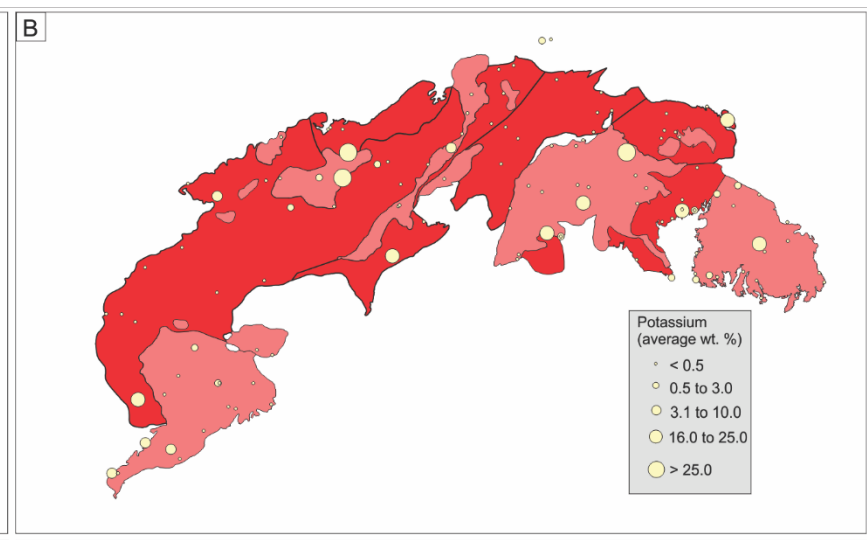 B
Potassium
(average wt. %)
< 0.5
0.5 to 3.0
3.1 to 10.0
16.0 to 25.0
> 25.0